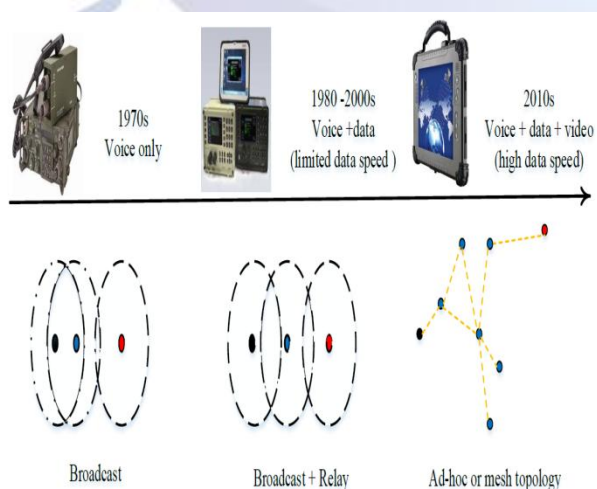 1970s
Voice only
1980 -2000s
Voice +data
(limited data speed )
2010s
Voice + data + video
(high data speed)
Broadcast
Broadcast + Relay
Ad-hoc or mesh topology